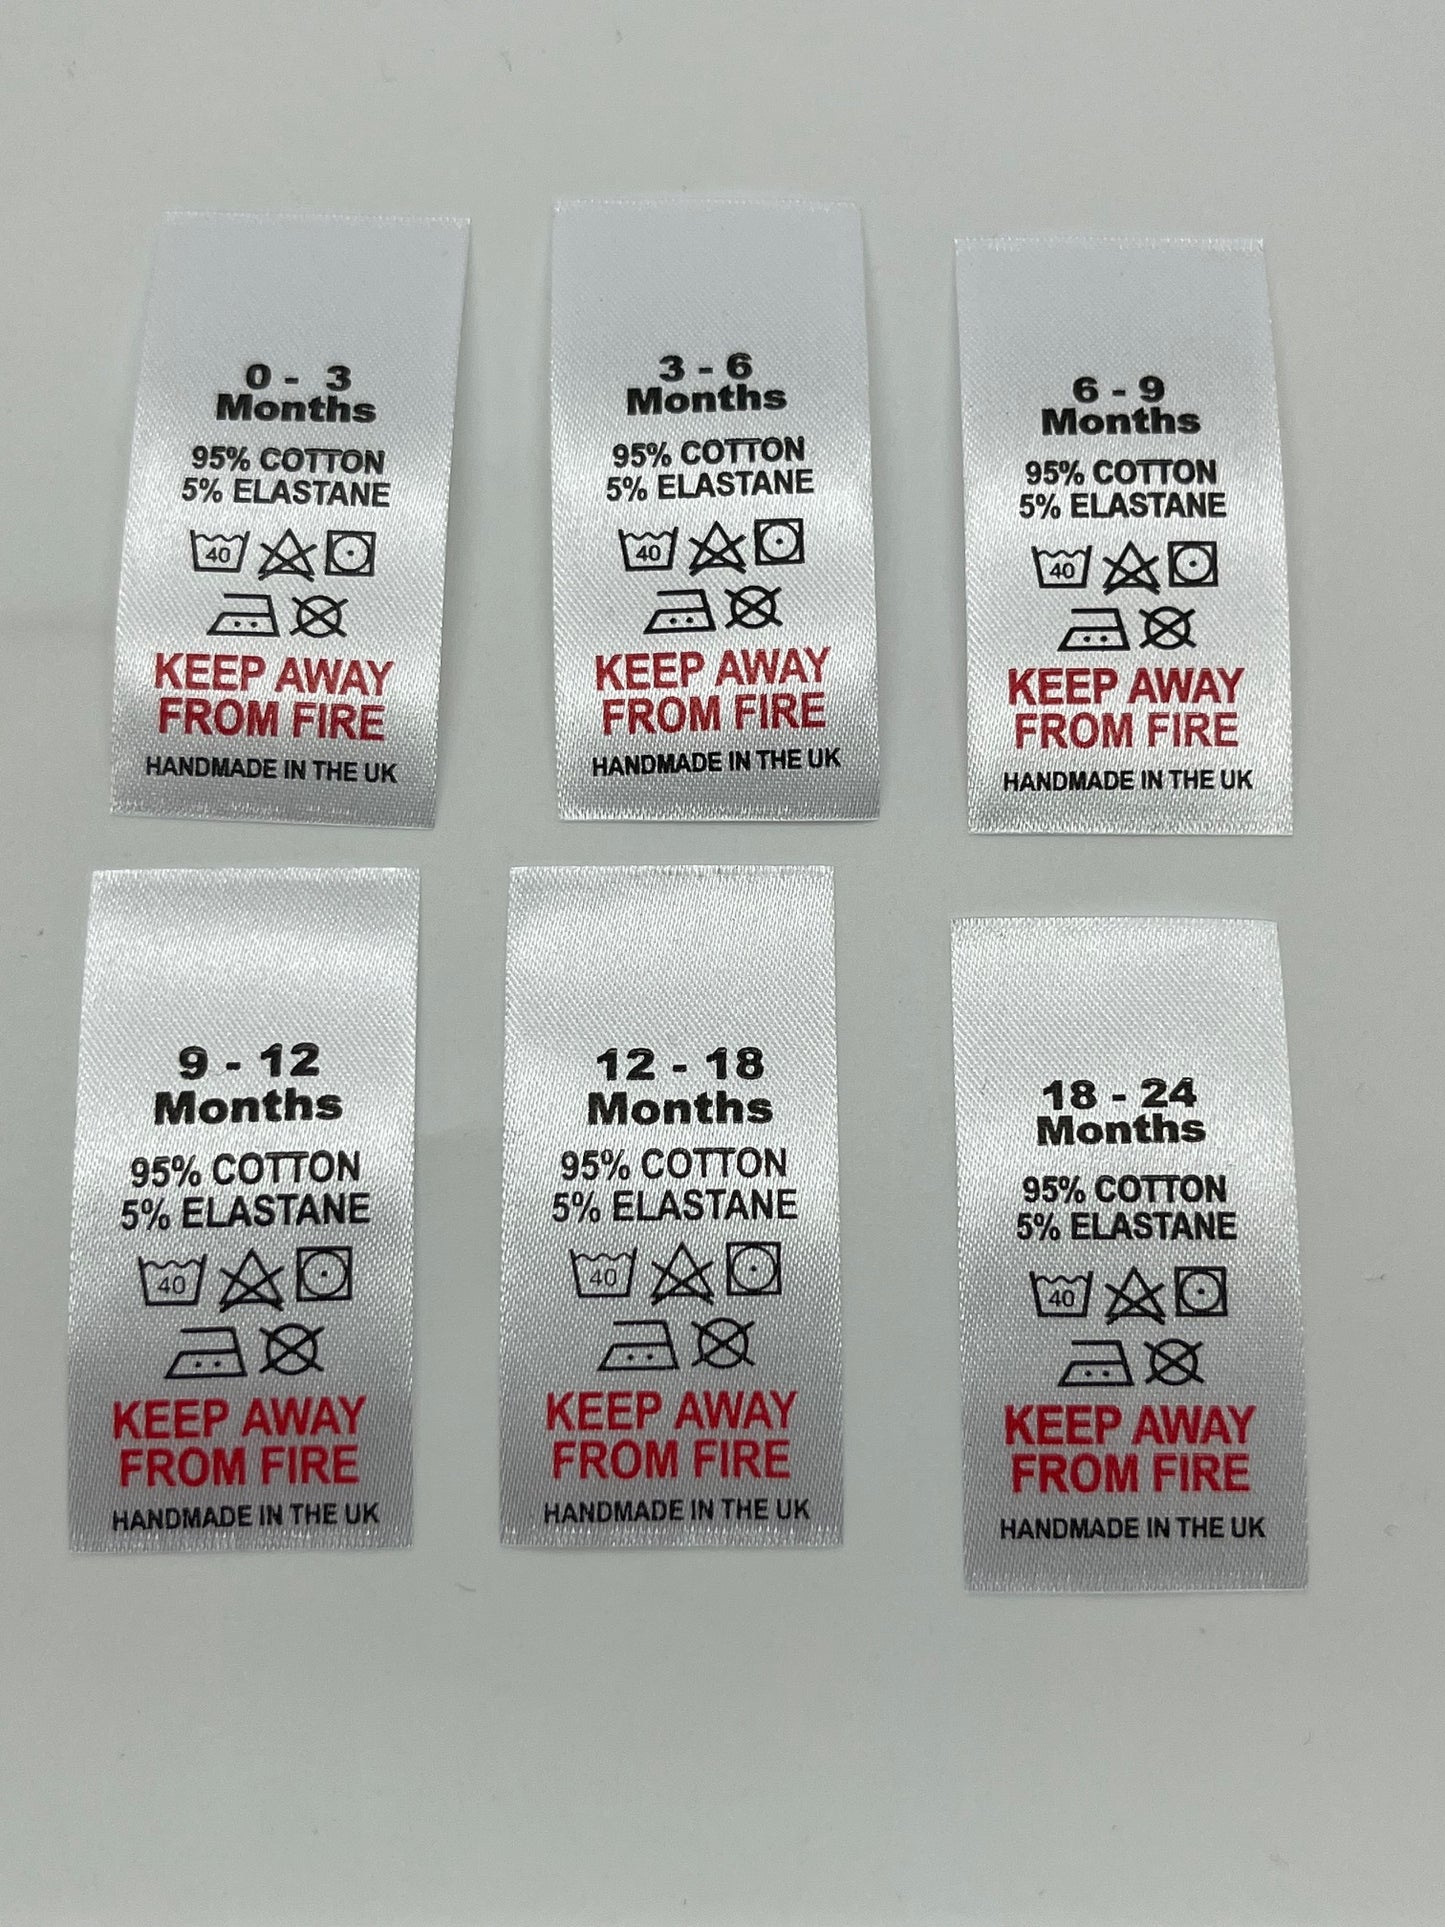 0 - 3
Months
95% COTTON
5% ELASTANE
40
KEEP AWAY
FROM FIRE
HANDMADE IN THE UK
3 - 6
Months
95% COTTON
5% ELASTANE
40
KEEP AWAY
FROM FIRE
HANDMADE IN THE UK
6 - 9
Months
95% COTTON
5% ELASTANE
40
KEEP AWAY
FROM FIRE
HANDMADE IN THE UK
9 - 12
Months
95% COTTON
5% ELASTANE
40
KEEP AWAY
FROM FIRE
HANDMADE IN THE UK
12 - 18
Months
95% COTTON
5% ELASTANE
40
KEEP AWAY
FROM FIRE
HANDMADE IN THE UK
18 - 24
Months
95% COTTON
5% ELASTANE
40
KEEP AWAY
FROM FIRE
HANDMADE IN THE UK